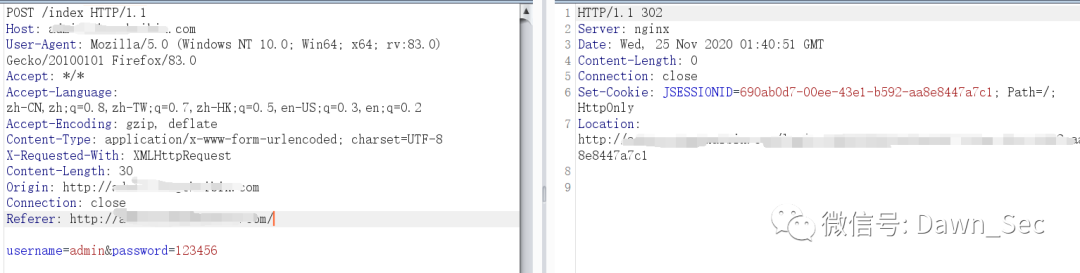 POST /index HTTP/1.1
Host: .com
User-Agent: Mozilla/5.0 (Windows NT 10.0; Win64; x64; rv:83.0)
Gecko/20100101 Firefox/83.0
Accept: */*
Accept-Language:
zh-CN,zh;q=0.8,zh-TW;q=0.7,zh-HK;q=0.5,en-US;q=0.3,en;q=0.2
Accept-Encoding: gzip, deflate
Content-Type: application/x-www-form-urlencoded; charset=UTF-8
X-Requested-With: XMLHttpRequest
Content-Length: 30
Origin: http:// .com
Connection: close
Referer: http:// .com/
username=admin&password=123456
1 HTTP/1.1 302
2 Server: nginx
3 Date: Wed, 25 Nov 2020 01:40:51 GMT
4 Content-Length: 0
5 Connection: close
6 Set-Cookie: JSESSIONID=690ab0d7-00ee-43e1-b592-aa8e8447a7c1; Path=/;
HttpOnly
7 Location:
http://
8e8447a7c1
8
9
微信号: Dawn_Sec